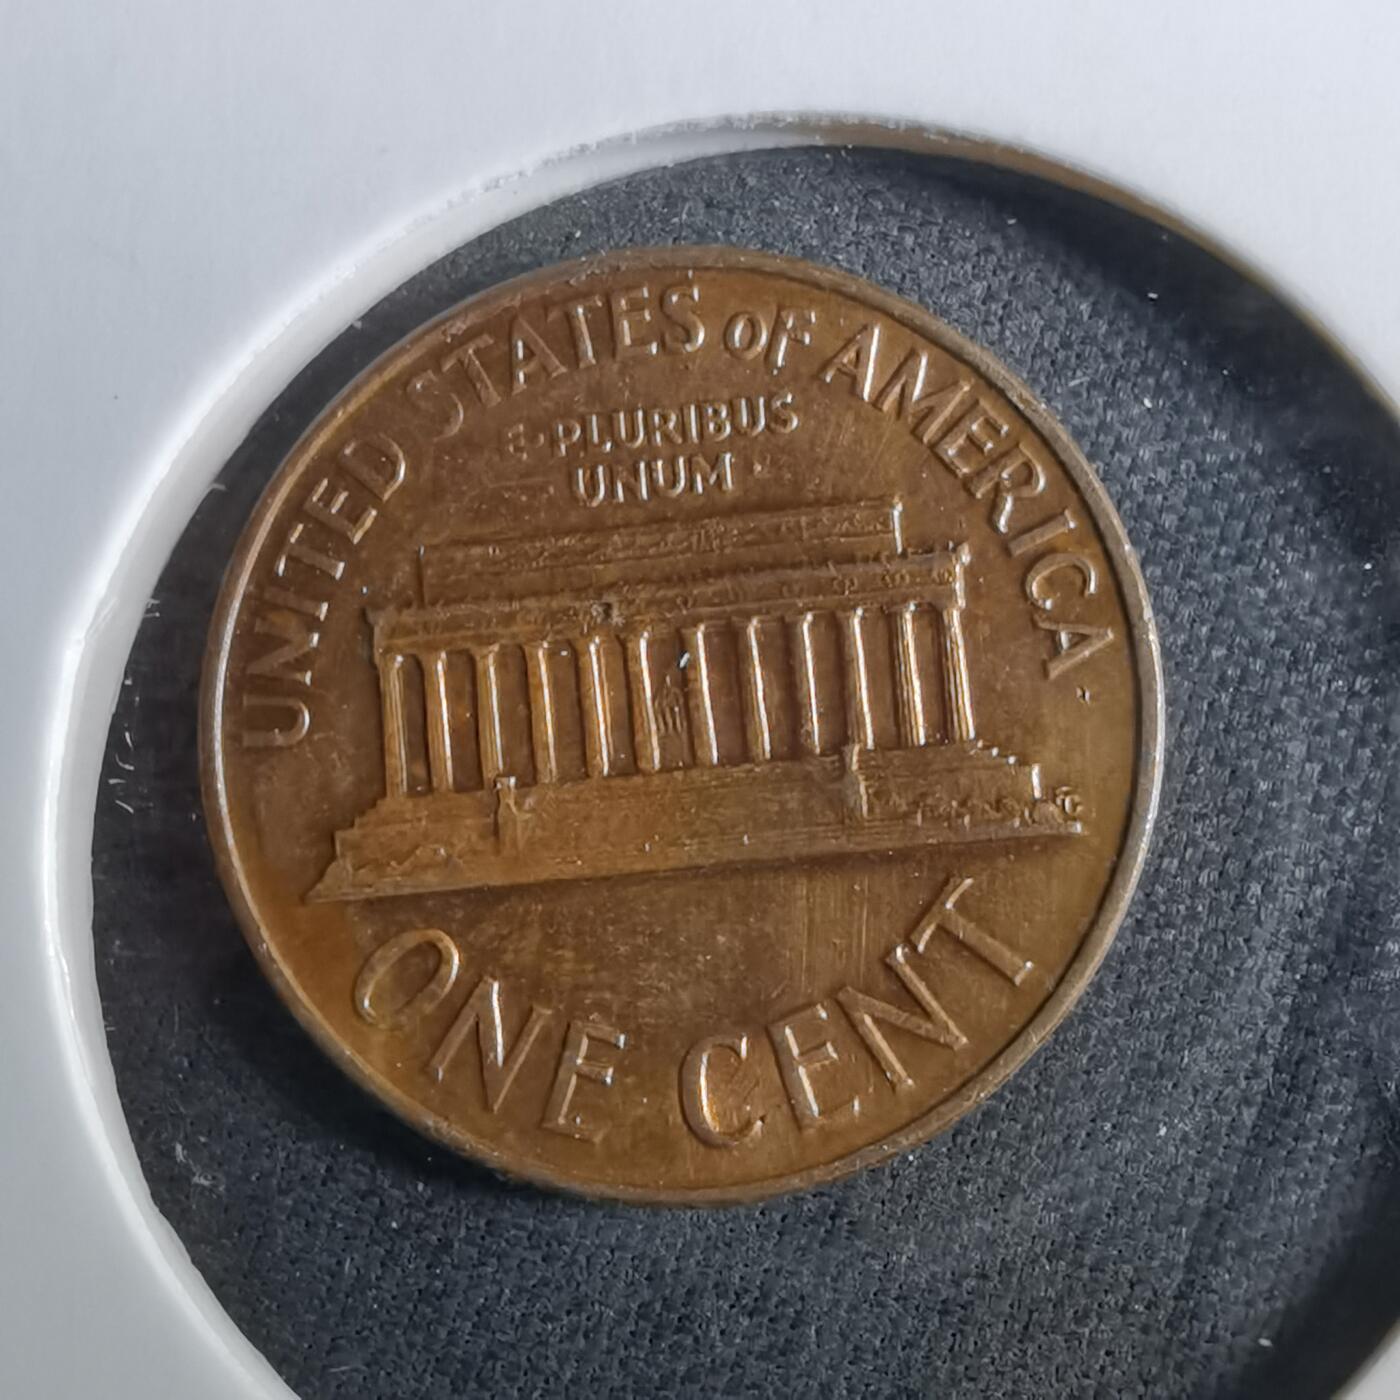 UNITED STATES OF AMERICA·
E·PLURIBUS
UNUM·
ONE CENT